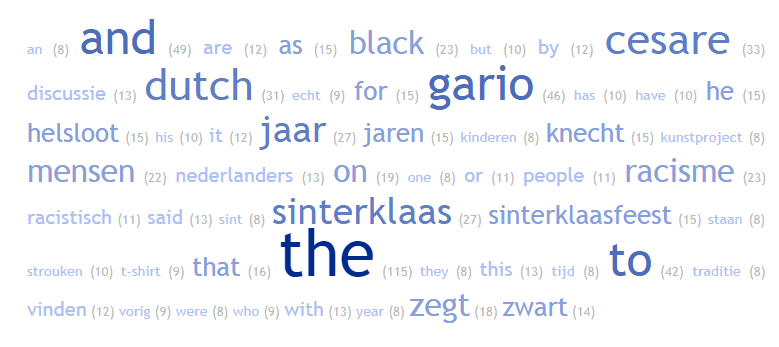 an (8) and (49) are (12) as (15) black (23) but (10) by (12) cesare (33)
discussie (13) dutch (31) echt (9) for (15) gario (46) has (10) have (10) he (15)
helsloot (15) his (10) it (12) jaar (27) jaren (15) kinderen (8) knecht (15) kunstproject (8)
mensen (22) nederlanders (13) on (19) one (8) or (11) people (11) racisme (23)
racistisch (11) said (13) sint (8) sinterklaas (27) sinterklaasfeest (15) staan (8)
strouken (10) t-shirt (9) that (16) the (115) they (8) this (13) tijd (8) to (42) traditie (8)
vinden (12) vorig (9) were (8) who (9) with (13) year (8) zegt (18) zwart (14)